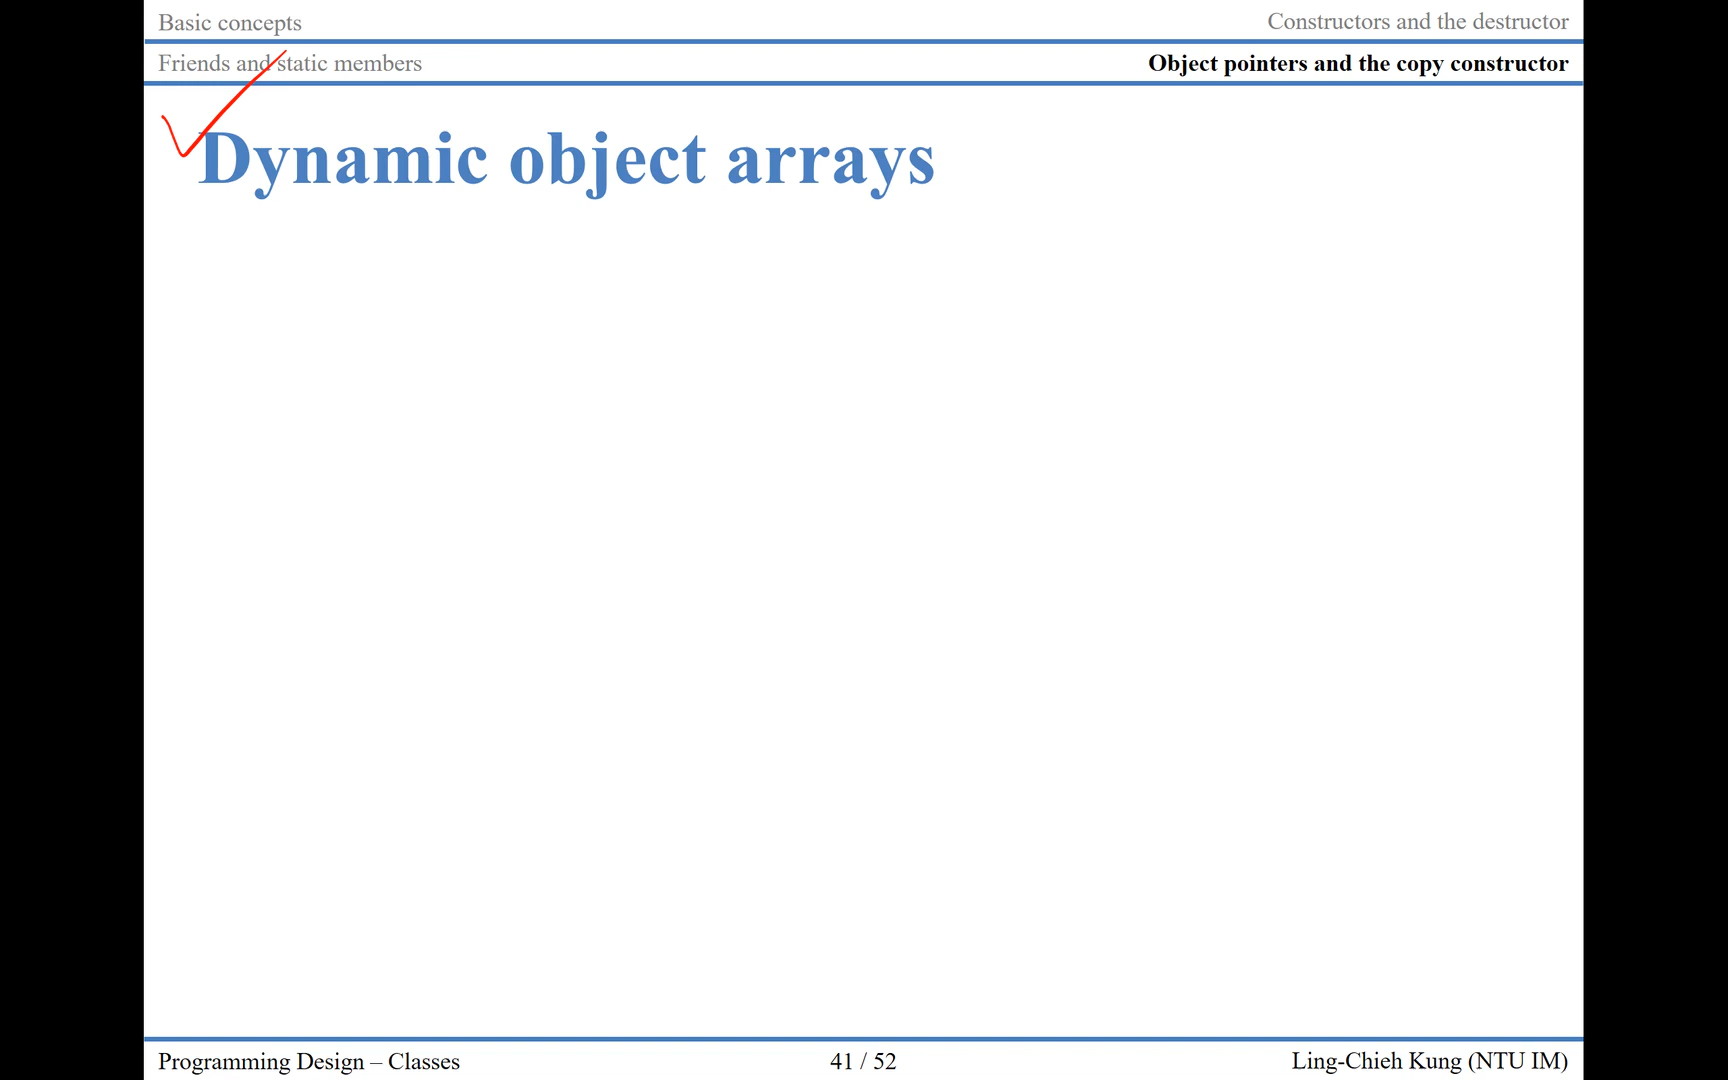 Basic concepts
Constructors and the destructor
Friends and static members
Object pointers and the copy constructor
Dynamic object arrays
Programming Design – Classes
41 / 52
Ling-Chieh Kung (NTU IM)